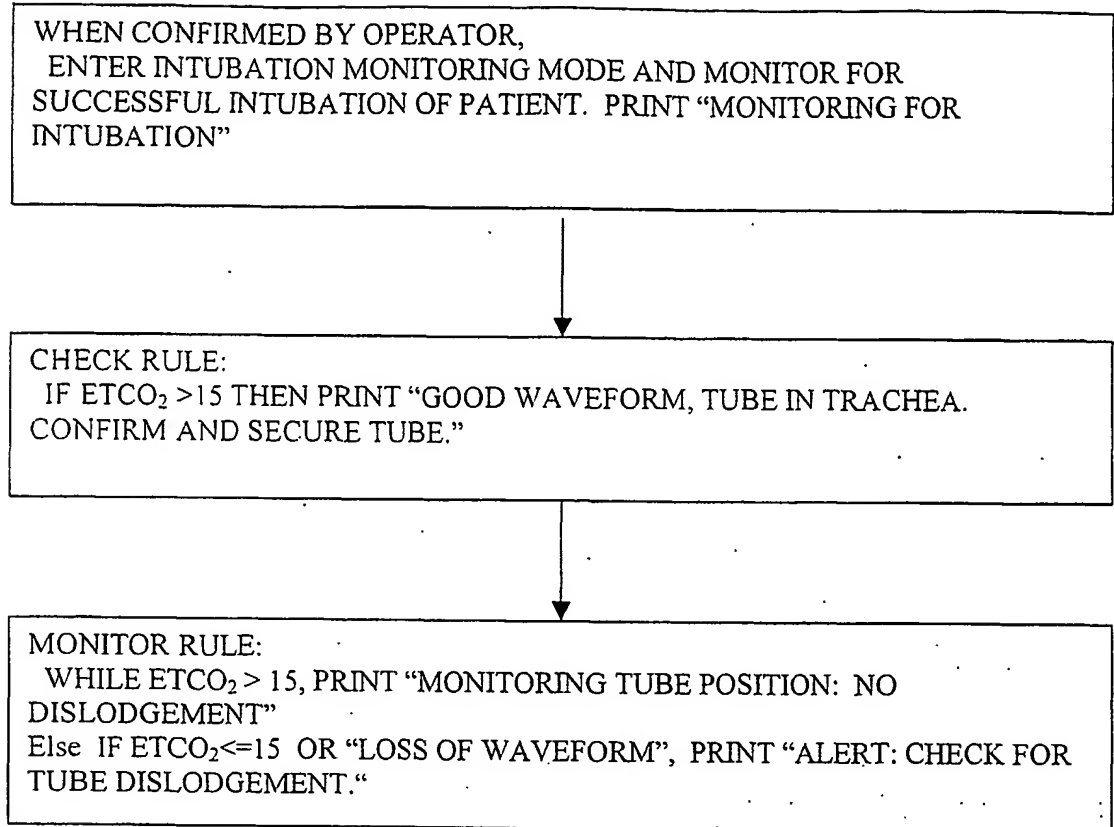 WHEN CONFIRMED BY OPERATOR,
ENTER INTUBATION MONITORING MODE AND MONITOR FOR
SUCCESSFUL INTUBATION OF PATIENT. PRINT “MONITORING FOR
INTUBATION”
CHECK RULE:
IF ETCO₂ >15 THEN PRINT “GOOD WAVEFORM, TUBE IN TRACHEA.
CONFIRM AND SECURE TUBE.”
MONITOR RULE:
WHILE ETCO₂ > 15, PRINT “MONITORING TUBE POSITION: NO
DISLODGEMENT”
Else IF ETCO₂<=15 OR “LOSS OF WAVEFORM”, PRINT “ALERT: CHECK FOR
TUBE DISLODGEMENT.“